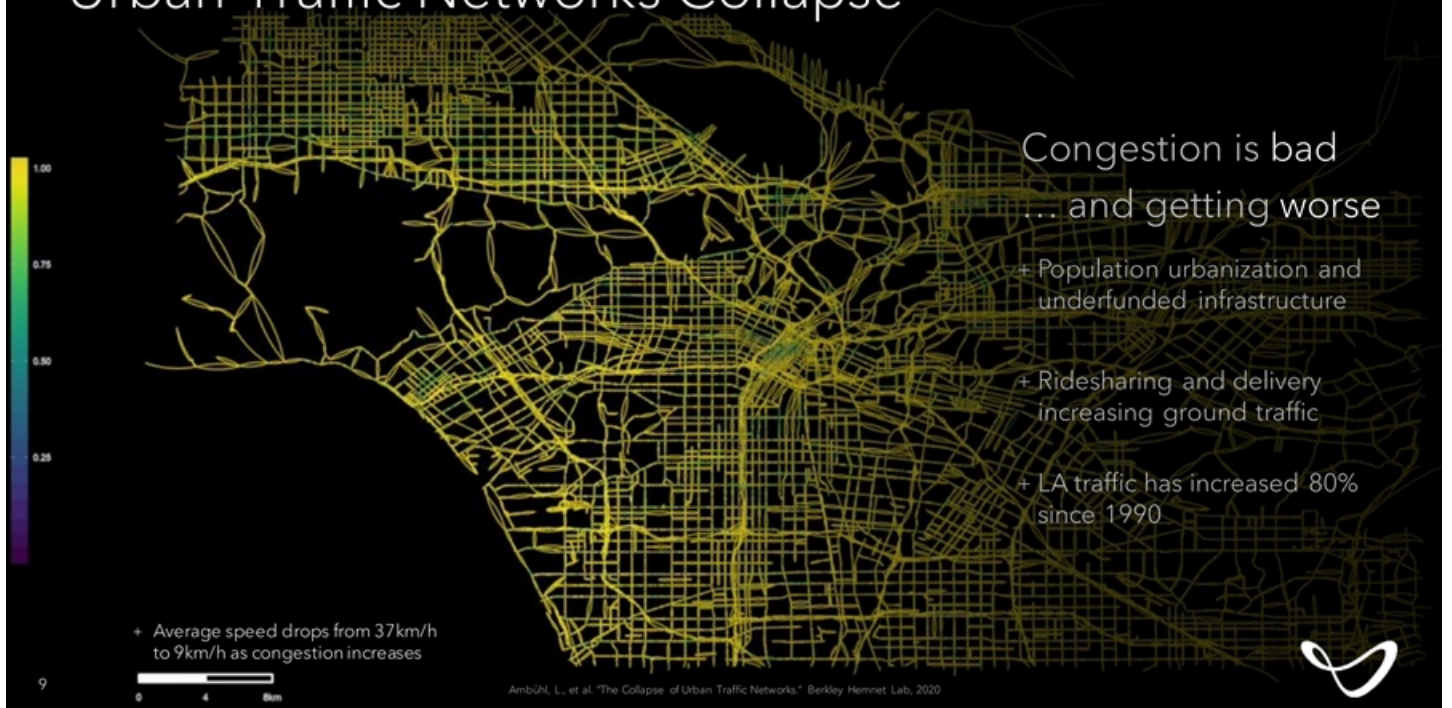 Urban Traffic Networks Collapse
Congestion is bad
... and getting worse
+ Population urbanization and
underfunded infrastructure
+ Ridesharing and delivery
increasing ground traffic
+ LA traffic has increased 80%
since 1990
1.00
0.75
0.50
0.25
+ Average speed drops from 37km/h
to 9km/h as congestion increases
0 4 8km
9
Ambühl, L., et al. "The Collapse of Urban Traffic Networks." Berkley Hemnet Lab, 2020